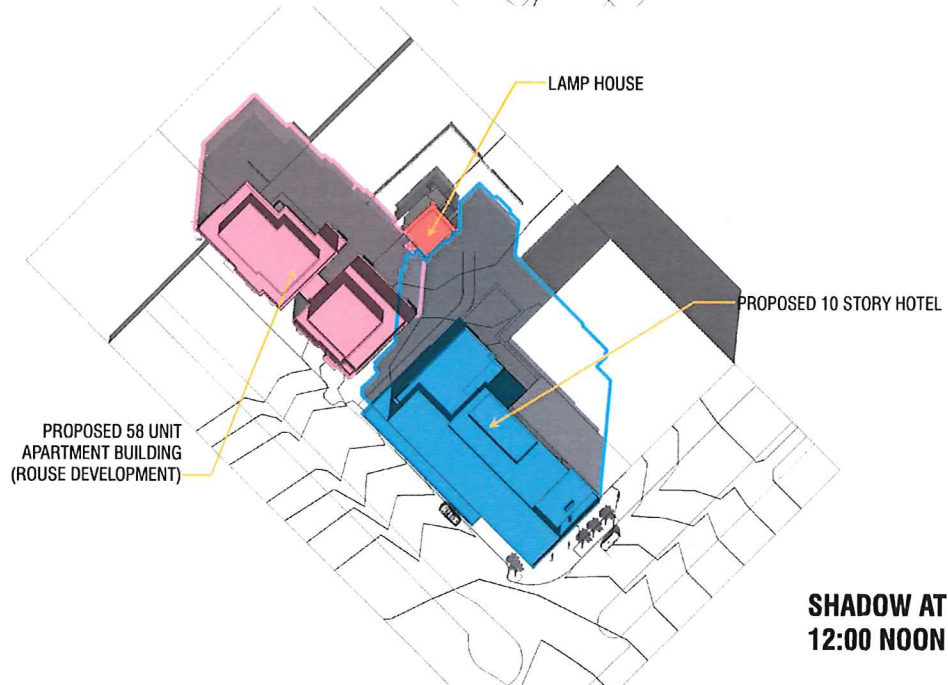 LAMP HOUSE
PROPOSED 10 STORY HOTEL
PROPOSED 58 UNIT
APARTMENT BUILDING
(ROUSE DEVELOPMENT)
SHADOW AT
12:00 NOON